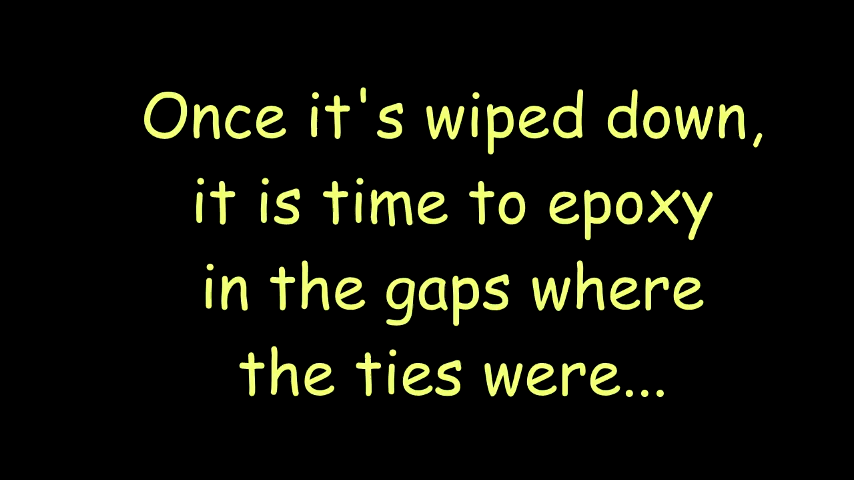 Once it's wiped down,
it is time to epoxy
in the gaps where
the ties were...